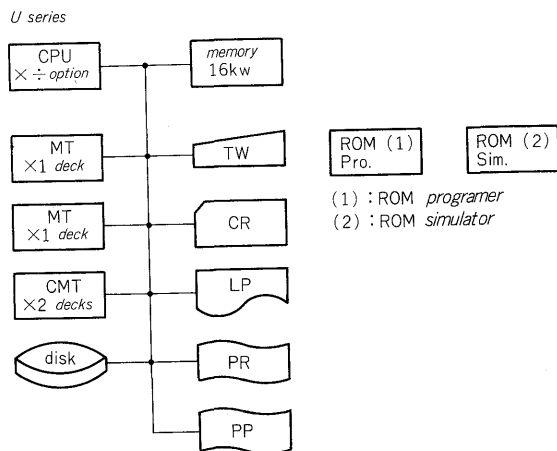 U series
CPU
× ÷ option
memory
16kw
MT
×1 deck
TW
ROM (1)
Pro.
ROM (2)
Sim.
(1) : ROM programer
(2) : ROM simulator
MT
×1 deck
CR
CMT
×2 decks
LP
disk
PR
PP